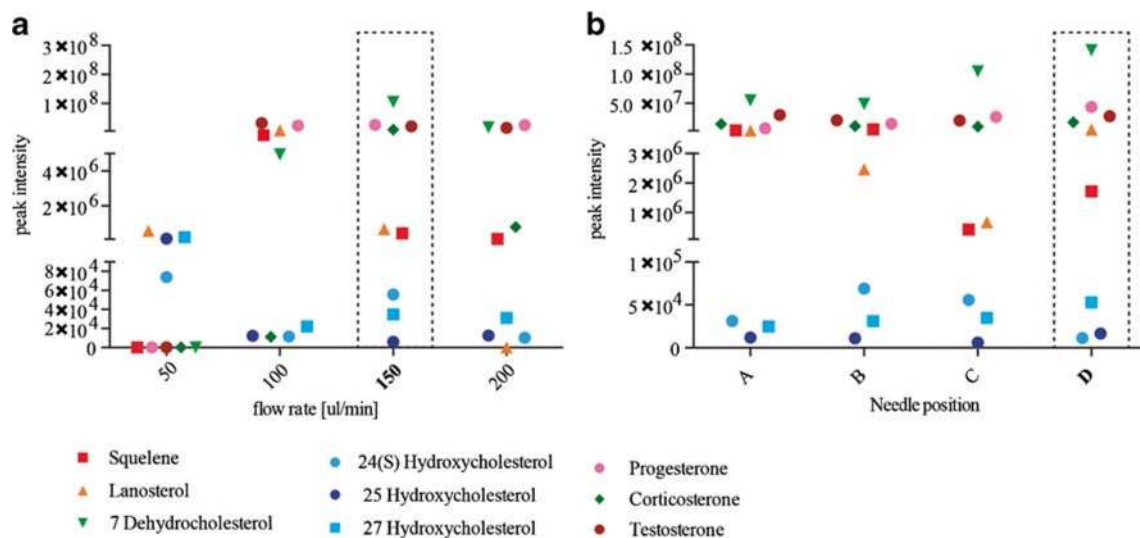 a
3×10⁸
2×10⁸
1×10⁸
4×10⁶
2×10⁶
8×10⁴
6×10⁴
4×10⁴
2×10⁴
0
peak intensity
50
100
150
200
flow rate [ul/min]
b
1.5×10⁸
1×10⁸
5×10⁷
3×10⁶
2×10⁶
1×10⁶
1×10⁵
5×10⁴
0
peak intensity
A
B
C
D
Needle position
Squelene
Lanosterol
7 Dehydrocholesterol
24(S) Hydroxycholesterol
25 Hydroxycholesterol
27 Hydroxycholesterol
Progesterone
Corticosterone
Testosterone